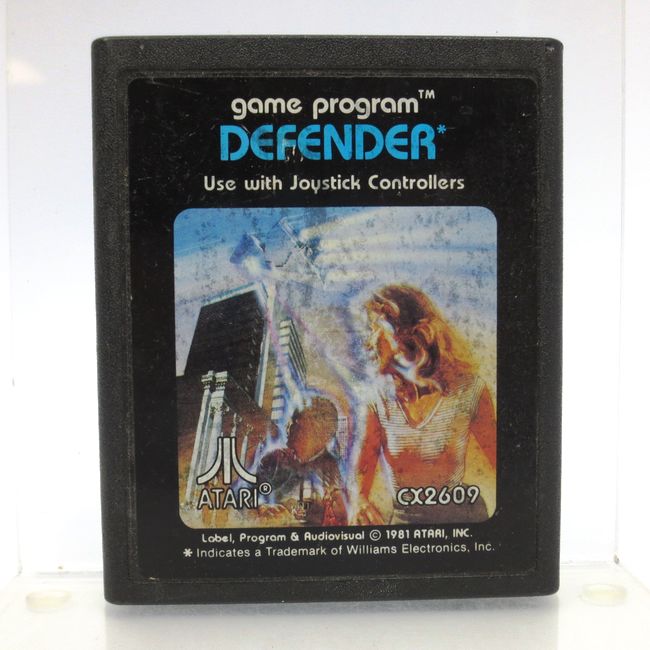 game program™
DEFENDER*
Use with Joystick Controllers
ATARI®
CX2609
Label, Program & Audiovisual © 1981 ATARI, INC.
* Indicates a Trademark of Williams Electronics, Inc.